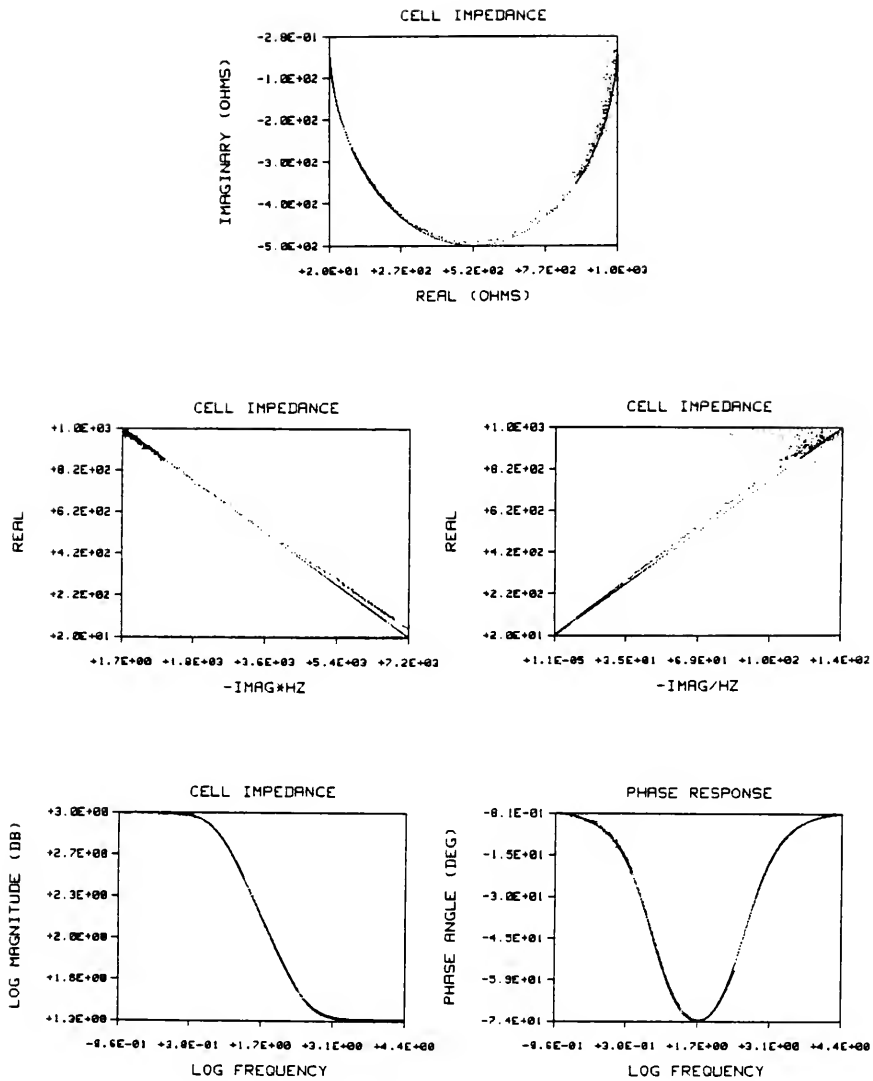 CELL IMPEDANCE
IMAGINARY (OHMS)
-2.8E-01
-1.0E+02
-2.0E+02
-3.0E+02
-4.0E+02
-5.0E+02
+2.0E+01 +2.7E+02 +5.2E+02 +7.7E+02 +1.0E+03
REAL (OHMS)
CELL IMPEDANCE
REAL
+1.0E+03
+8.2E+02
+6.2E+02
+4.2E+02
+2.2E+02
+2.0E+01
+1.7E+00 +1.8E+03 +3.6E+03 +5.4E+03 +7.2E+03
-IMAG*HZ
CELL IMPEDANCE
REAL
+1.0E+03
+8.2E+02
+6.2E+02
+4.2E+02
+2.2E+02
+2.0E+01
+1.1E-05 +3.5E+01 +6.9E+01 +1.0E+02 +1.4E+02
-IMAG/HZ
CELL IMPEDANCE
LOG MAGNITUDE (DB)
+3.0E+00
+2.7E+00
+2.3E+00
+2.0E+00
+1.6E+00
+1.3E+00
-9.6E-01 +3.9E-01 +1.7E+00 +3.1E+00 +4.4E+00
LOG FREQUENCY
PHASE RESPONSE
PHASE ANGLE (DEG)
-8.1E-01
-1.5E+01
-3.0E+01
-4.5E+01
-5.9E+01
-7.4E+01
-9.6E-01 +3.9E-01 +1.7E+00 +3.1E+00 +4.4E+00
LOG FREQUENCY